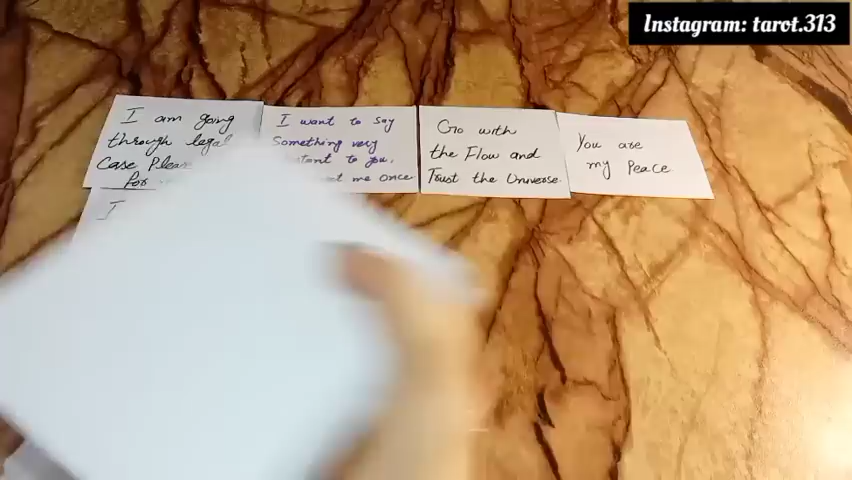 Instagram: tarot.313
I am going
through legal
Case
for
I want to say
Something very
to you,
me once
Go with
the Flow and
Trust the Universe.
You are
my Peace
I